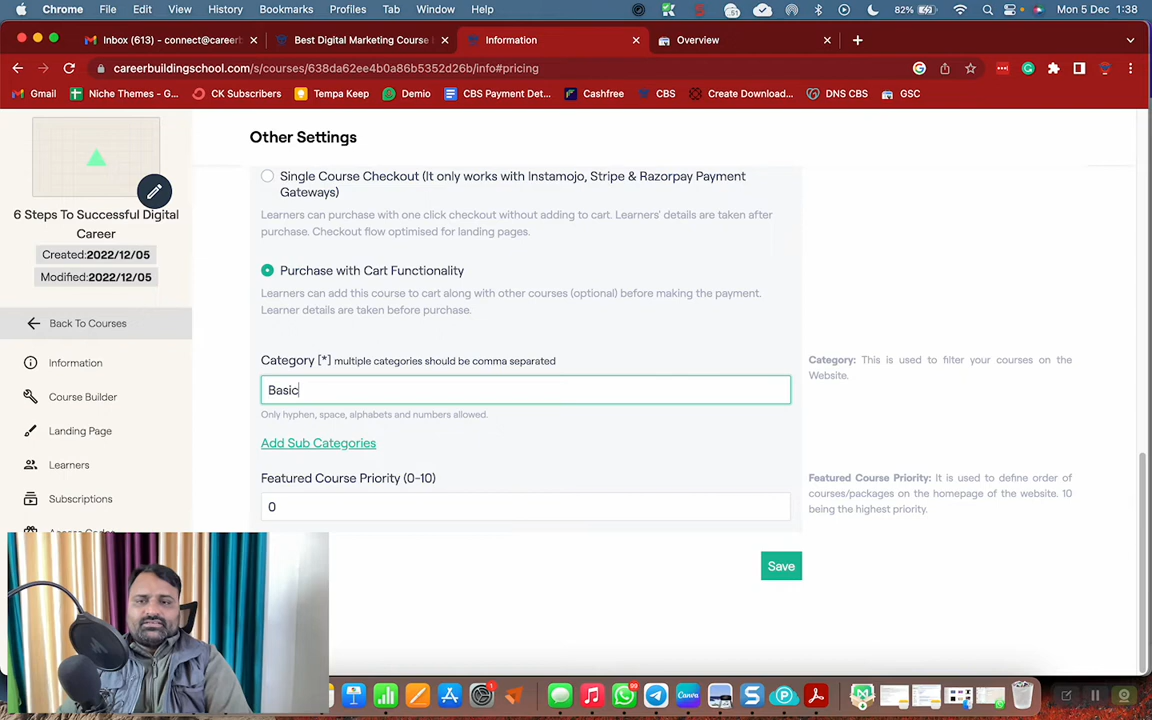 Chrome File Edit View History Bookmarks Profiles Tab Window Help 82% Mon 5 Dec 1:38
Inbox (613) - connect@careerb Best Digital Marketing Course Information Overview
careerbuildingschool.com/s/courses/638da62ee4b0a86b5352d26b/info#pricing
Gmail Niche Themes - G... CK Subscribers Tempa Keep Demio CBS Payment Det... Cashfree CBS Create Download... DNS CBS GSC
Other Settings
6 Steps To Successful Digital
Career
Created:2022/12/05
Modified:2022/12/05
Back To Courses
Information
Course Builder
Landing Page
Learners
Subscriptions
Single Course Checkout (It only works with Instamojo, Stripe & Razorpay Payment
Gateways)
Learners can purchase with one click checkout without adding to cart. Learners' details are taken after
purchase. Checkout flow optimised for landing pages.
Purchase with Cart Functionality
Learners can add this course to cart along with other courses (optional) before making the payment.
Learner details are taken before purchase.
Category [*] multiple categories should be comma separated
Basic
Only hyphen, space, alphabets and numbers allowed.
Add Sub Categories
Featured Course Priority (0-10)
0
Category: This is used to filter your courses on the
Website.
Featured Course Priority: It is used to define order of
courses/packages on the homepage of the website. 10
being the highest priority.
Save